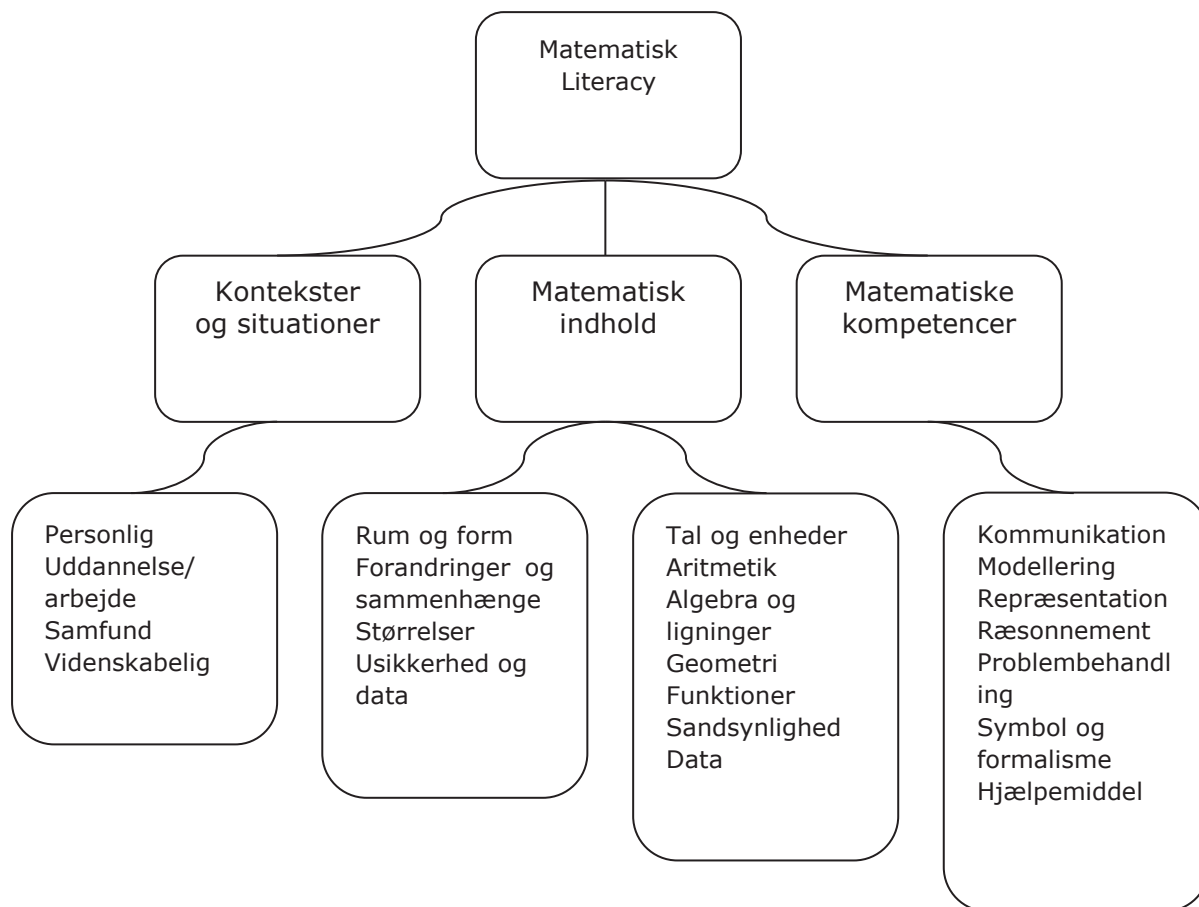 Matematisk
Literacy
Kontekster
og situationer
Matematisk
indhold
Matematiske
kompetencer
Personlig
Uddannelse/
arbejde
Samfund
Videnskabelig
Rum og form
Forandringer og
sammenhænge
Størrelser
Usikkerhed og
data
Tal og enheder
Aritmetik
Algebra og
ligninger
Geometri
Funktioner
Sandsynlighed
Data
Kommunikation
Modellering
Repræsentation
Ræsonnement
Problembehandl
ing
Symbol og
formalisme
Hjælpemiddel